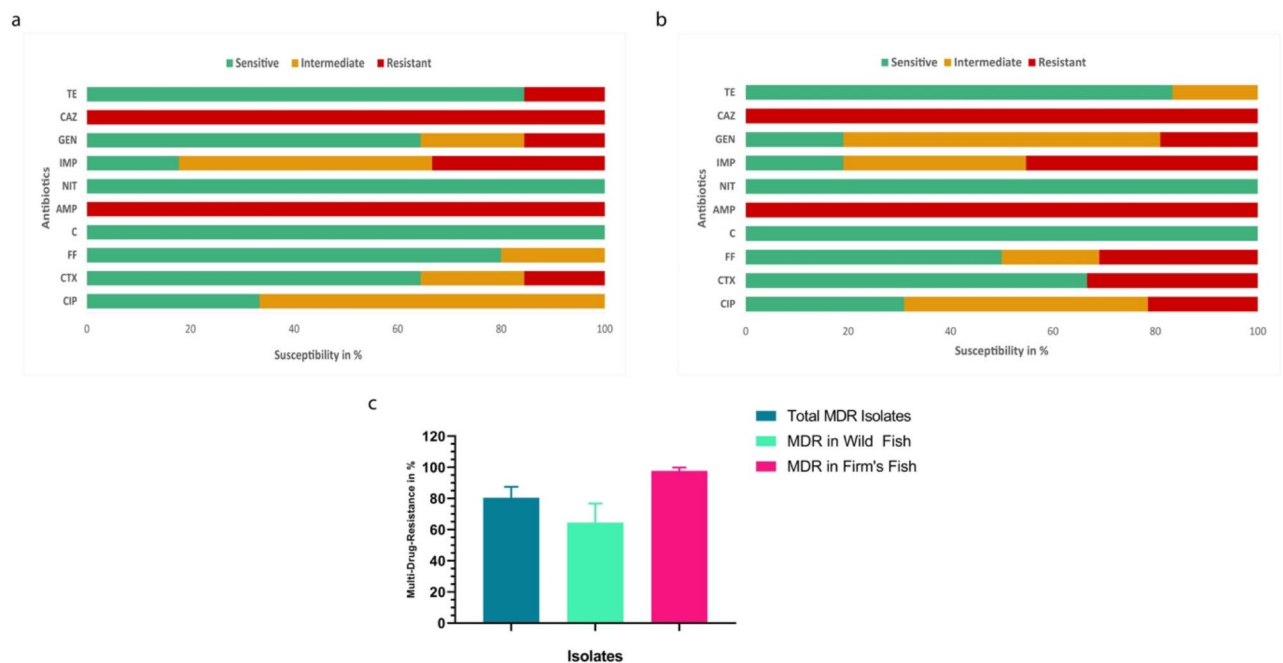 a
Sensitive Intermediate Resistant
TE
CAZ
GEN
IMP
NIT
AMP
C
FF
CTX
CIP
Antibiotics
0 20 40 60 80 100
Susceptibility in %
b
Sensitive Intermediate Resistant
TE
CAZ
GEN
IMP
NIT
AMP
C
FF
CTX
CIP
Antibiotics
0 20 40 60 80 100
Susceptibility in %
c
120
100
80
60
40
20
0
Multi-Drug-Resistance in %
Isolates
Total MDR Isolates
MDR in Wild Fish
MDR in Firm's Fish